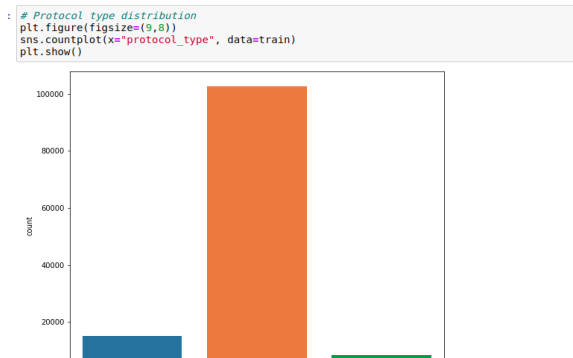 :
# Protocol type distribution
plt.figure(figsize=(9,8))
sns.countplot(x="protocol_type", data=train)
plt.show()
100000
80000
60000
40000
20000
count